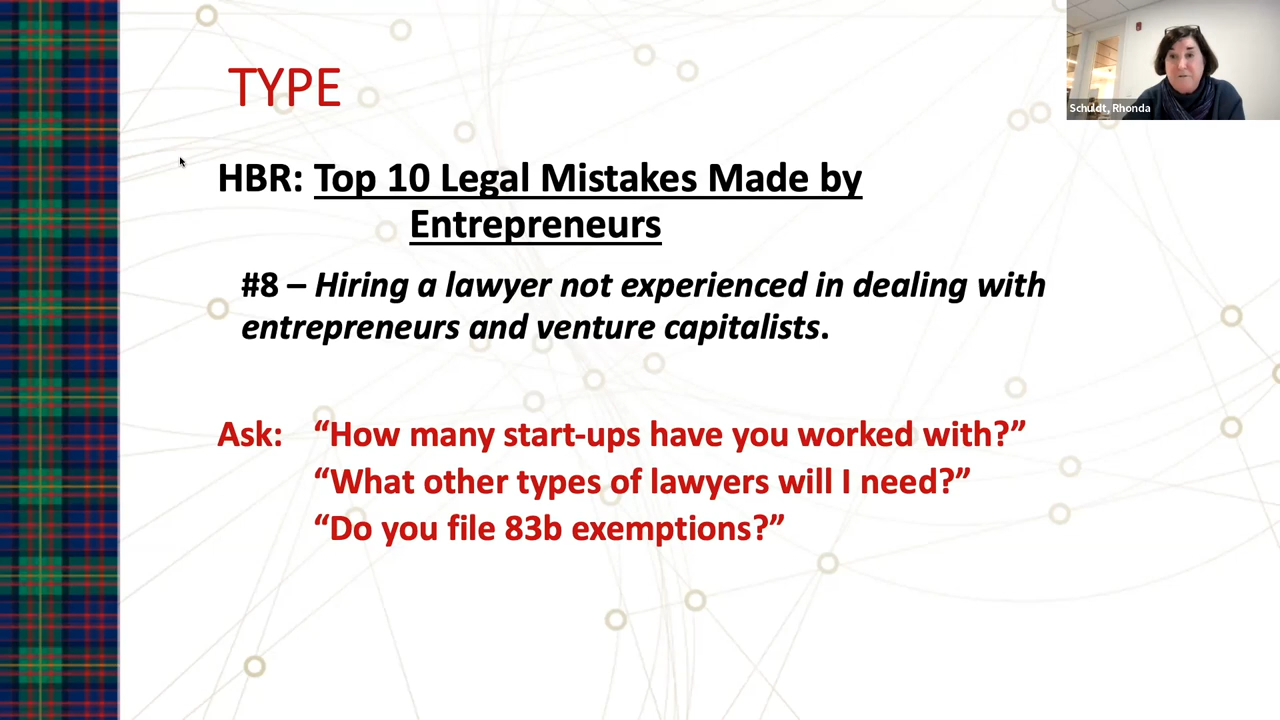 TYPE
Schuldt, Rhonda
HBR: Top 10 Legal Mistakes Made by
Entrepreneurs
#8 – Hiring a lawyer not experienced in dealing with
entrepreneurs and venture capitalists.
Ask: “How many start-ups have you worked with?”
“What other types of lawyers will I need?”
“Do you file 83b exemptions?”